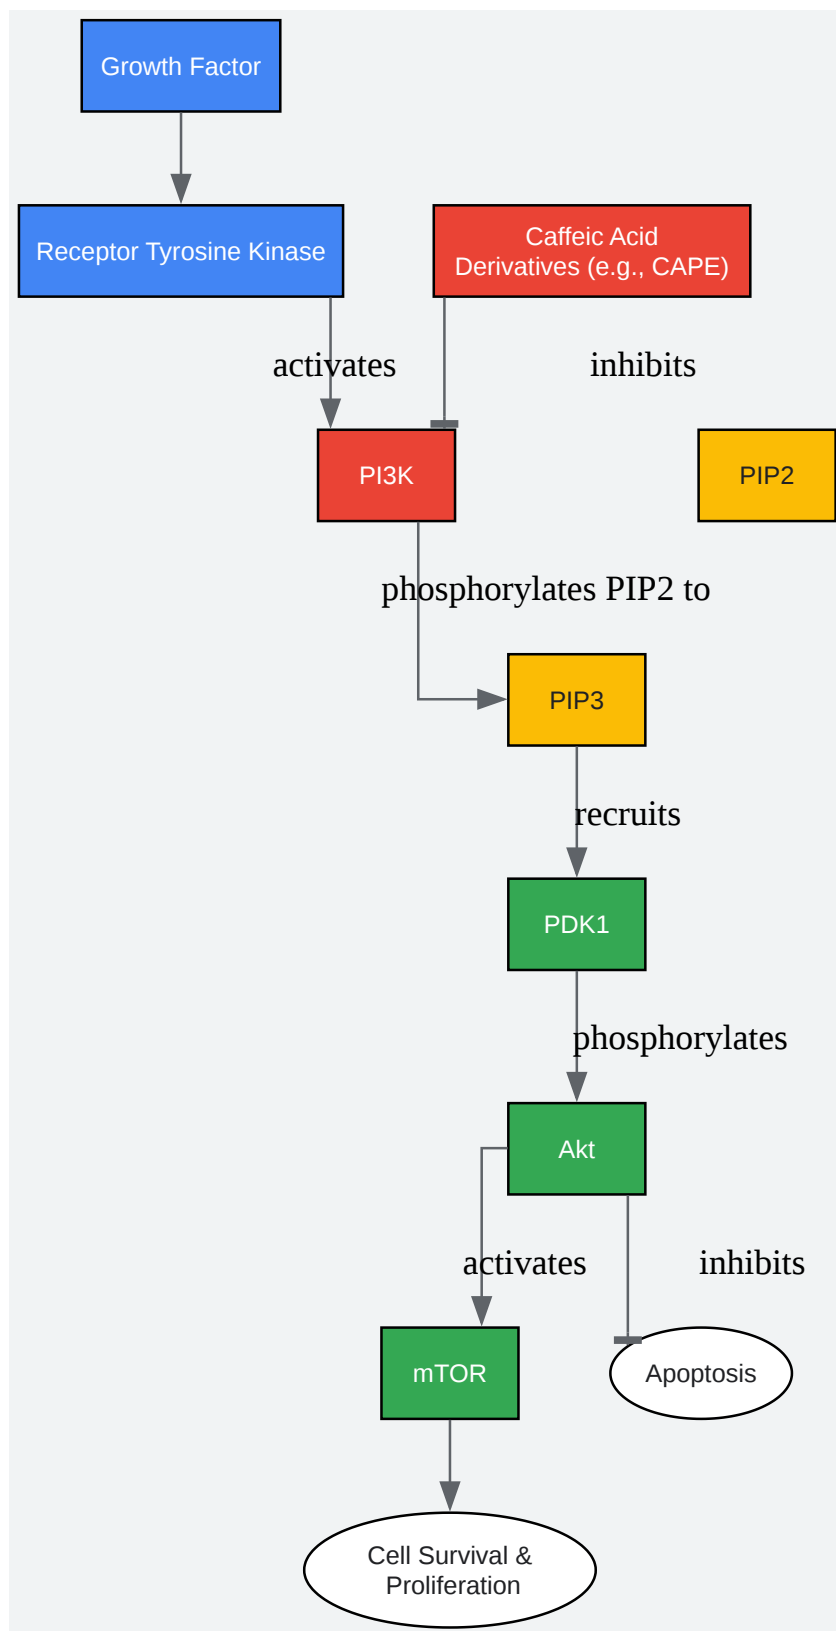 Growth Factor
Receptor Tyrosine Kinase
Caffeic Acid
Derivatives (e.g., CAPE)
activates
inhibits
PI3K
PIP2
phosphorylates PIP2 to
PIP3
recruits
PDK1
phosphorylates
Akt
activates
inhibits
mTOR
Apoptosis
Cell Survival &
Proliferation